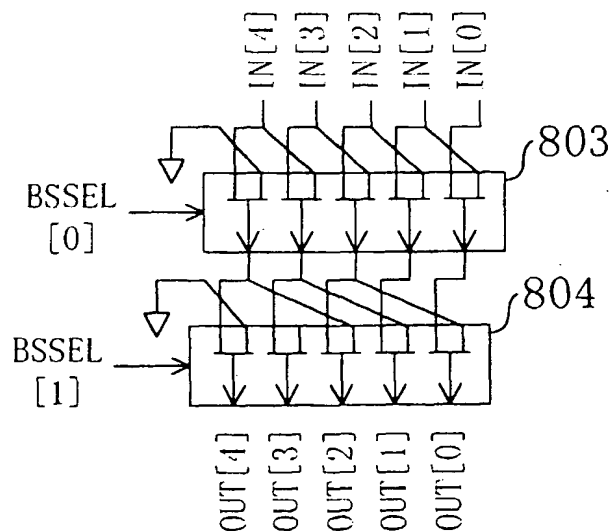 IN[4]
IN[3]
IN[2]
IN[1]
IN[0]
803
BSSEL
[0]
804
BSSEL
[1]
OUT[4]
OUT[3]
OUT[2]
OUT[1]
OUT[0]